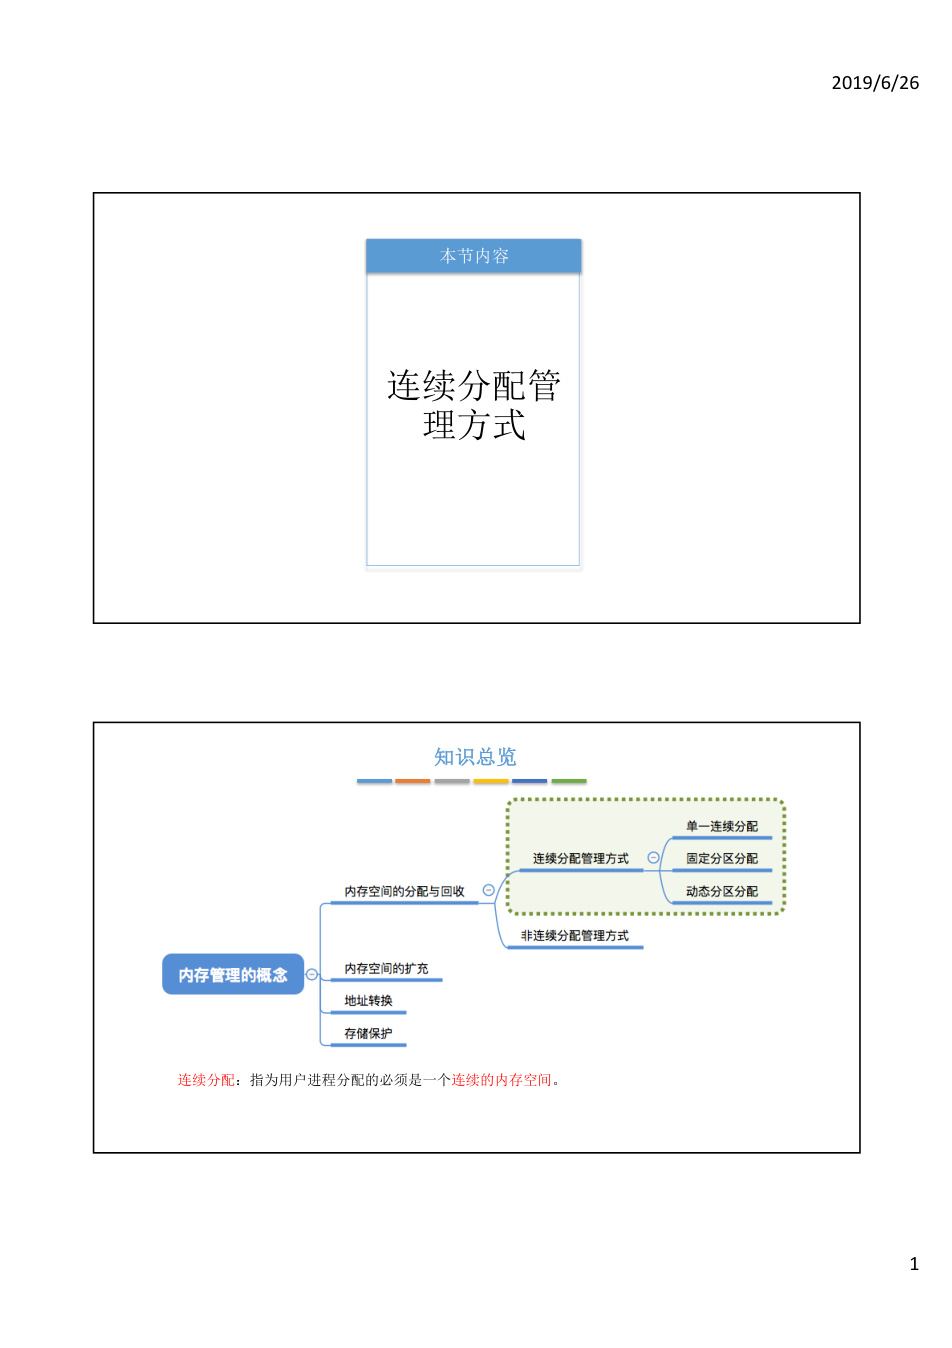 2019/6/26
本节内容
连续分配管
理方式
知识总览
单一连续分配
连续分配管理方式
固定分区分配
动态分区分配
内存空间的分配与回收
非连续分配管理方式
内存管理的概念
内存空间的扩充
地址转换
存储保护
连续分配：指为用户进程分配的必须是一个连续的内存空间。
1